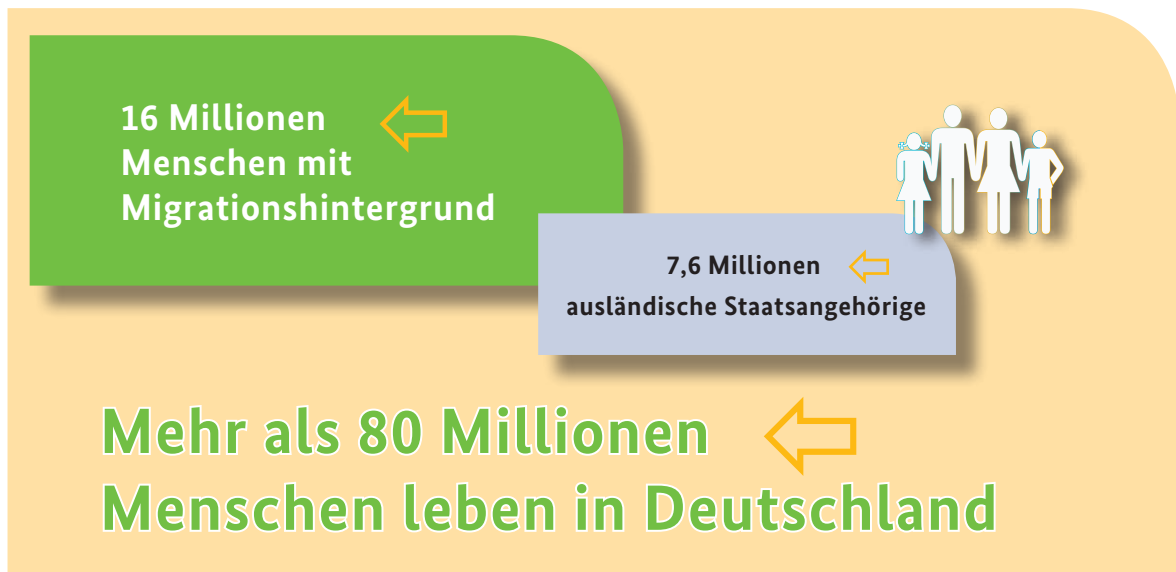 16 Millionen
Menschen mit
Migrationshintergrund
7,6 Millionen
ausländische Staatsangehörige
Mehr als 80 Millionen
Menschen leben in Deutschland